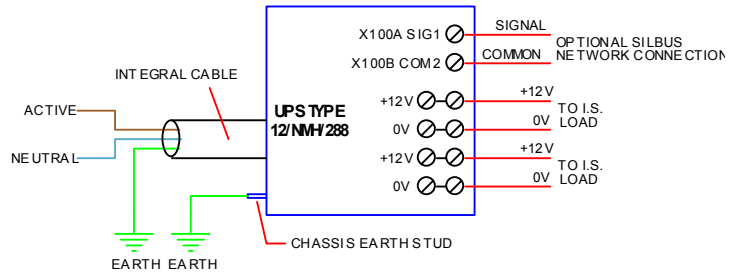 X100A SIG1
SIGNAL
X100B COM2
COMMON
OPTIONAL SILBUS
NETWORK CONNECTION
INTEGRAL CABLE
ACTIVE
NEUTRAL
UPS TYPE
12/NMH/288
+12V
+12V
0V
0V
TO I.S.
LOAD
+12V
+12V
0V
0V
TO I.S.
LOAD
CHASSIS EARTH STUD
EARTH
EARTH